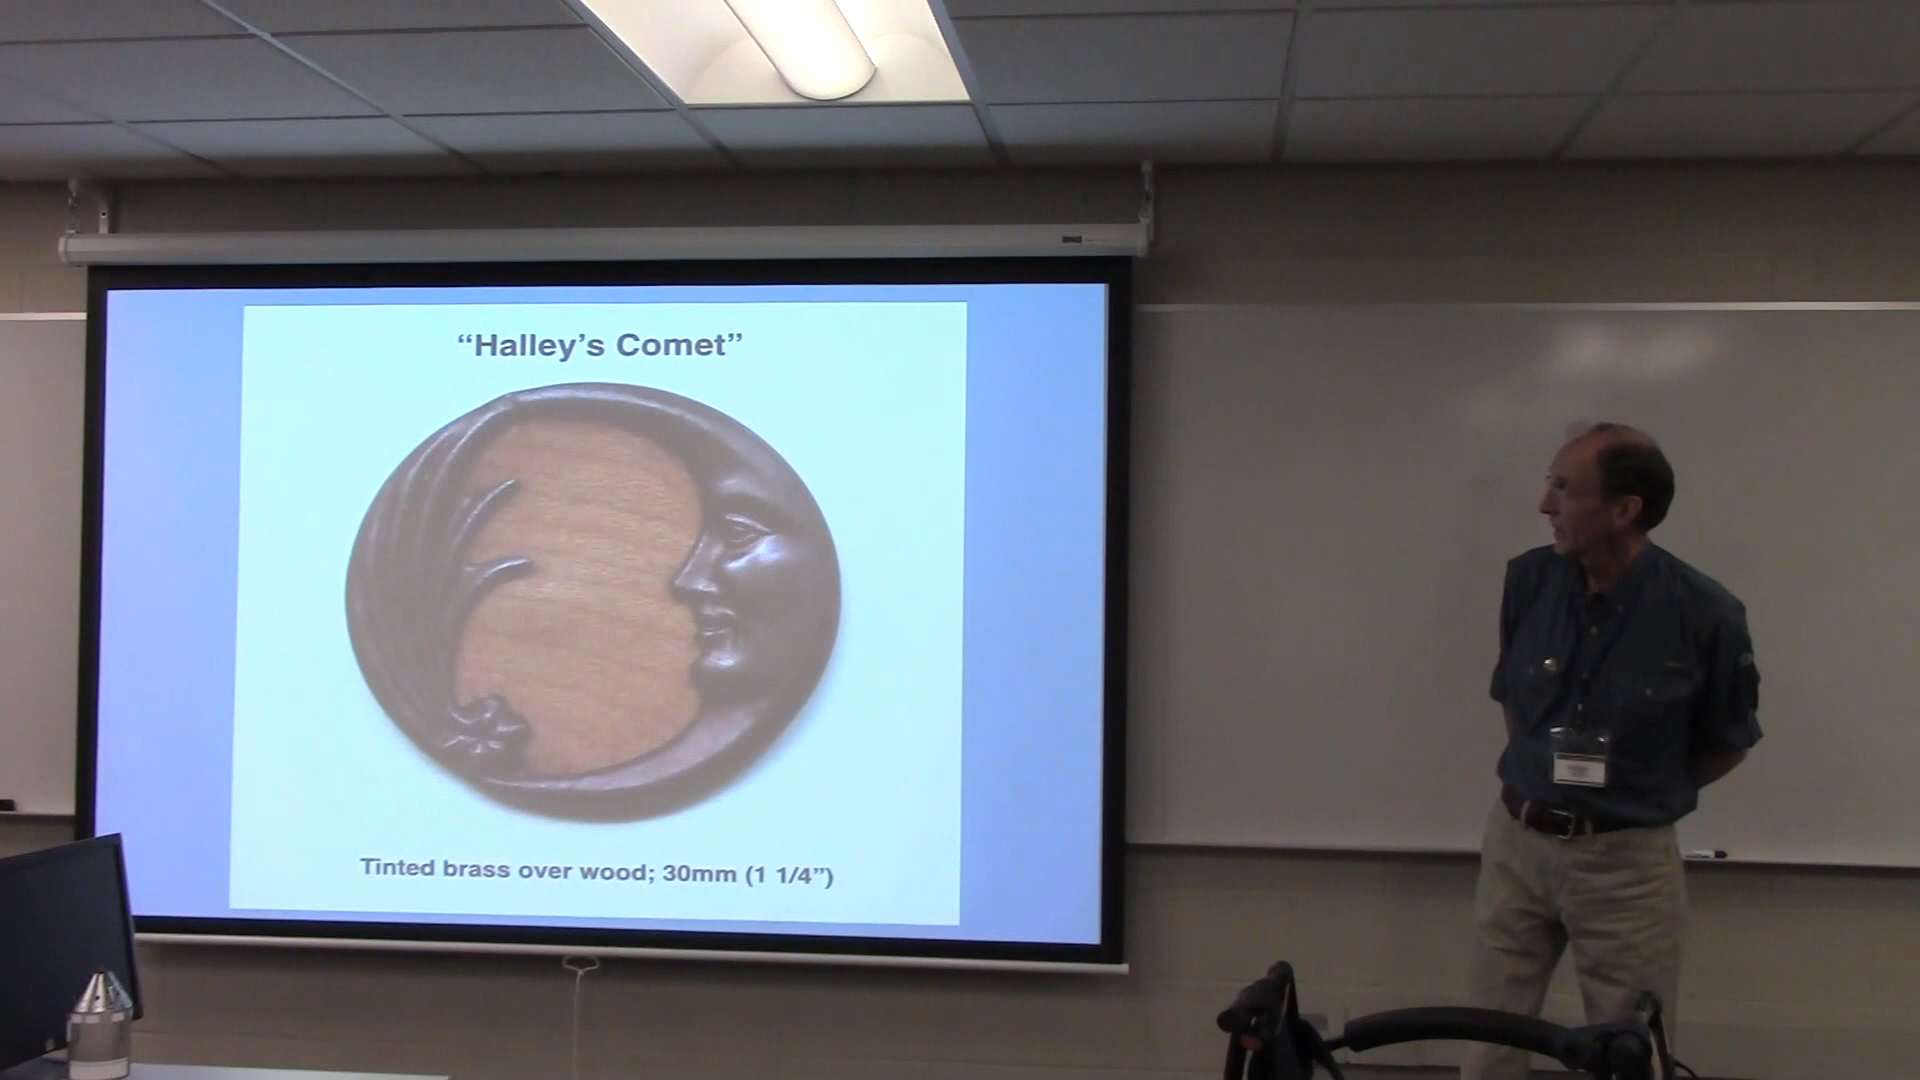 “Halley’s Comet”
Tinted brass over wood; 30mm (1 1/4”)